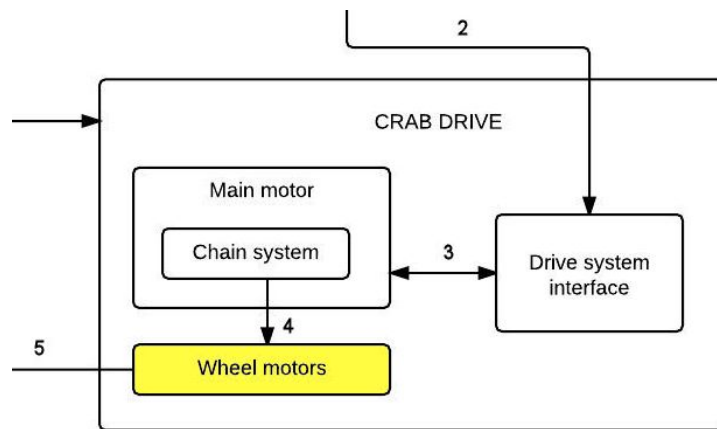 2
CRAB DRIVE
Main motor
Chain system
3
Drive system
interface
4
5
Wheel motors